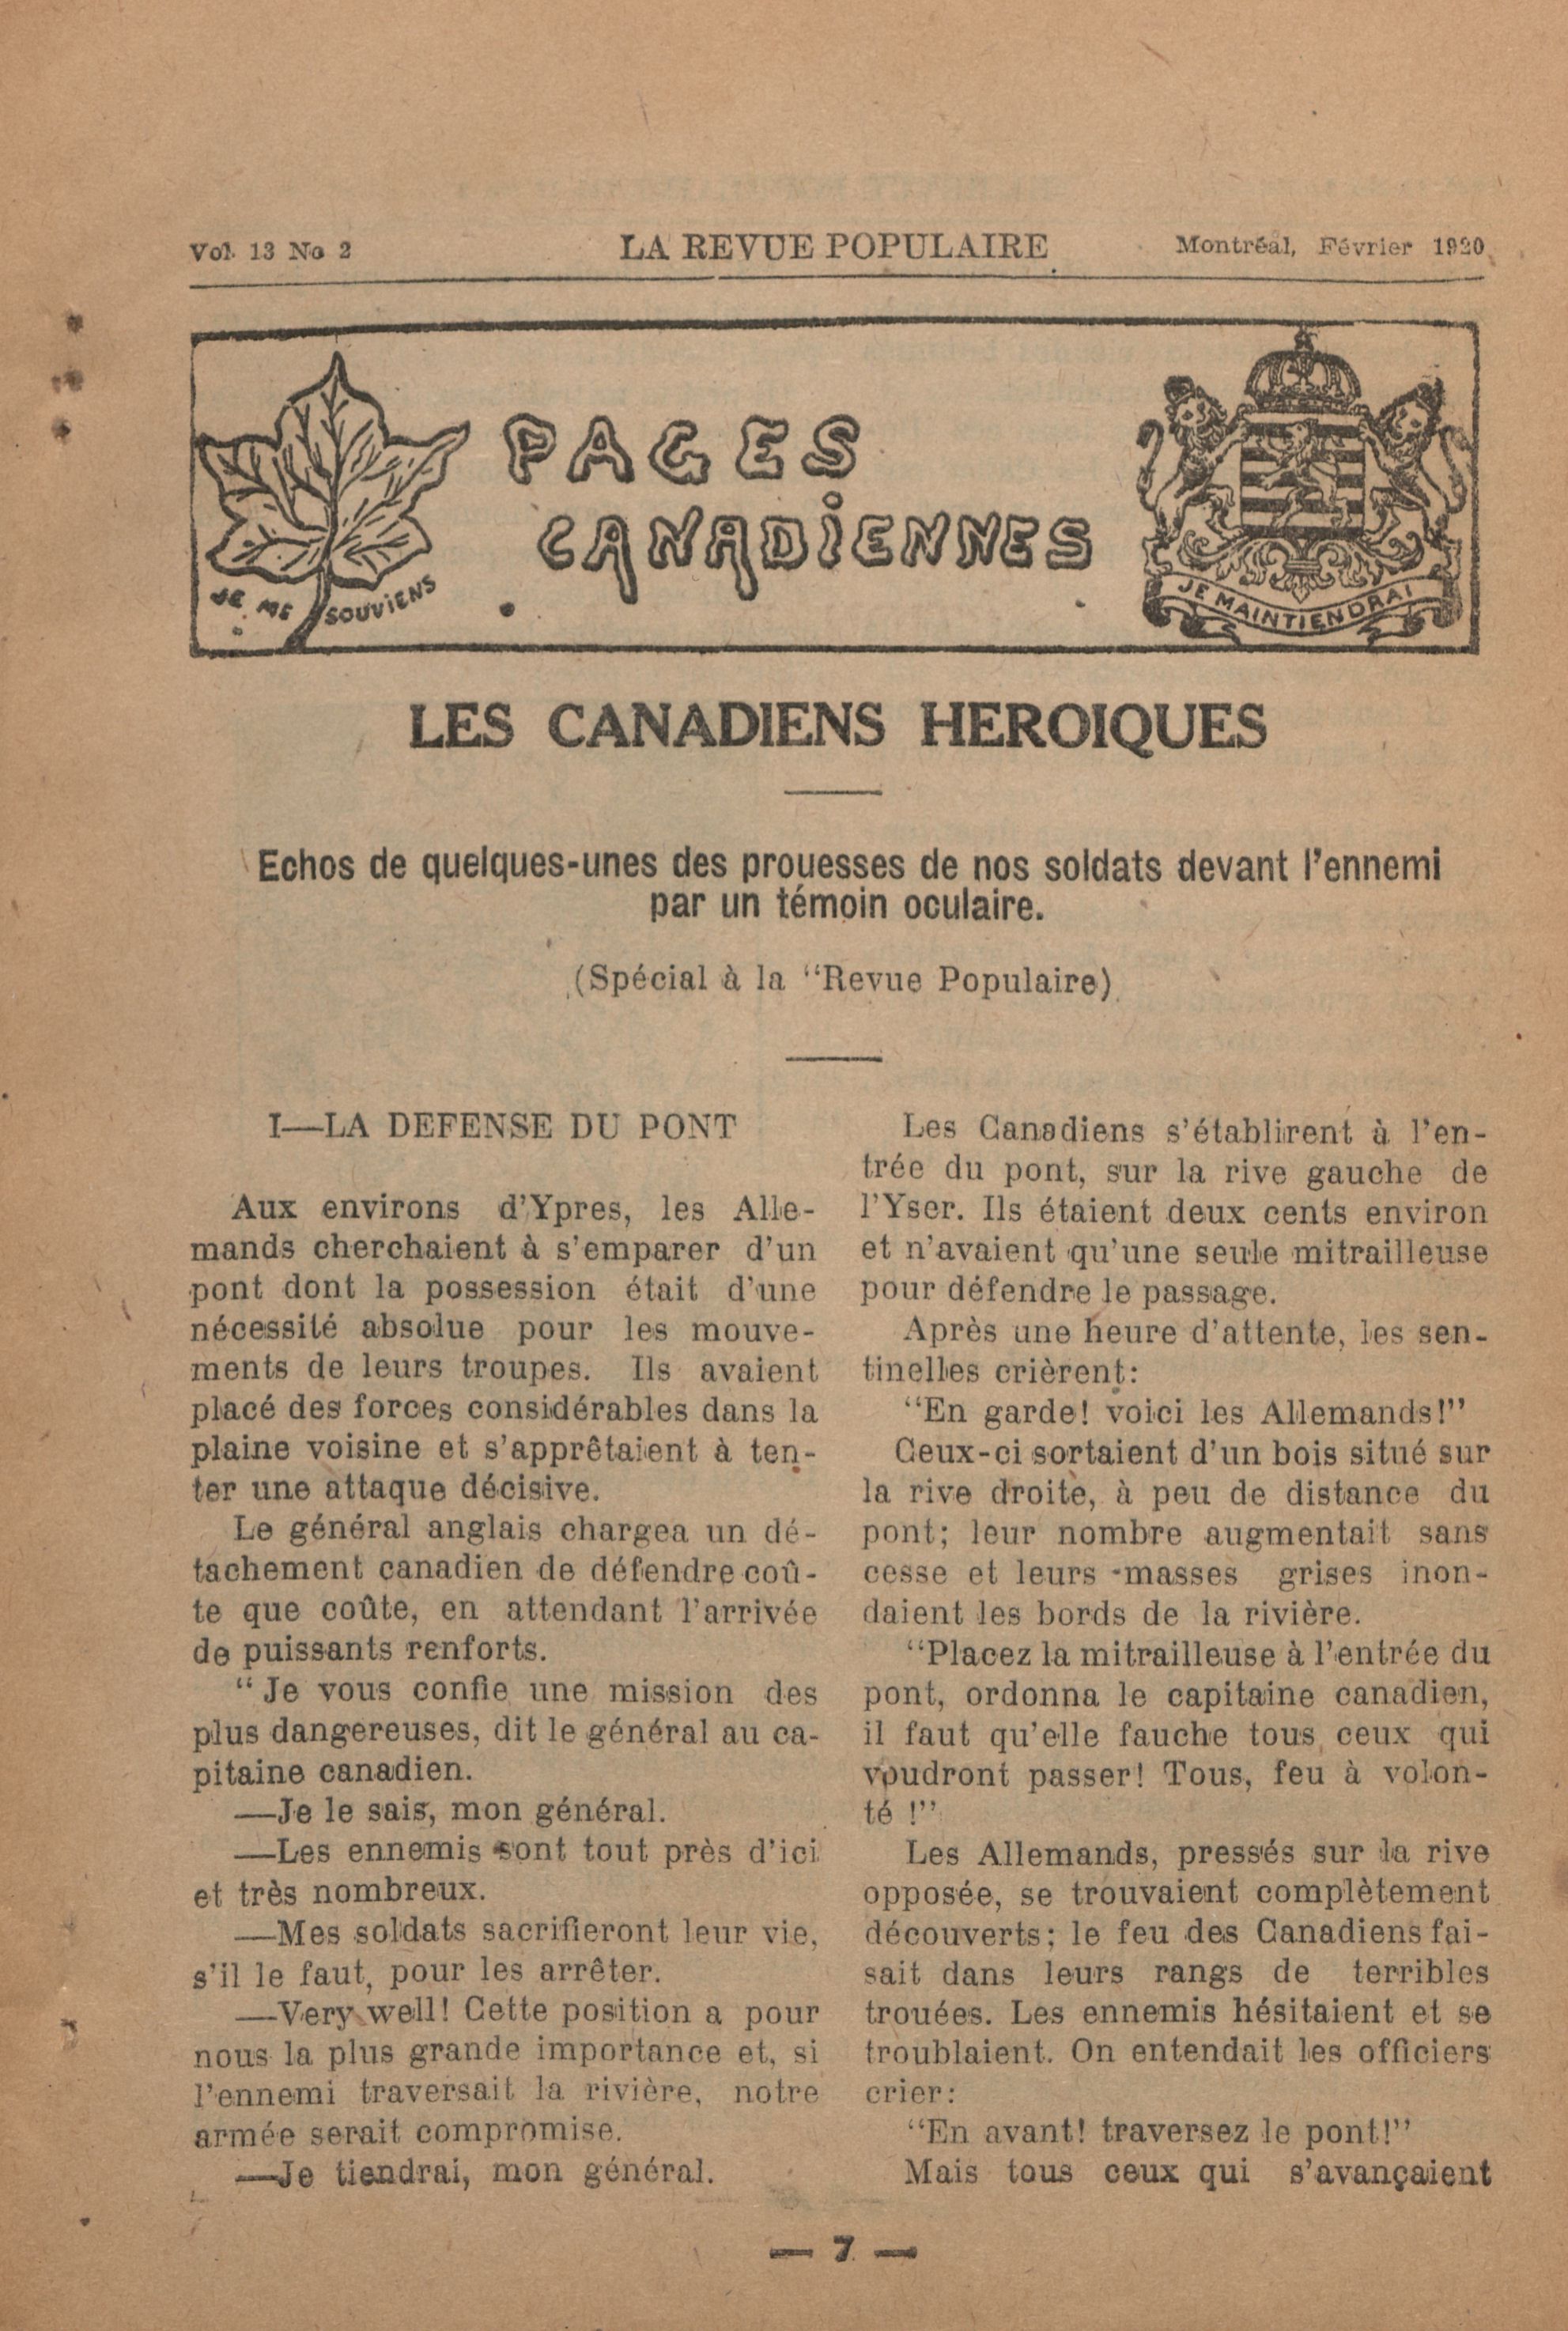 Vol. 13 No 2
LA REVUE POPULAIRE
Montréal, Février 1920
PAGES
CANADIENNES
JE ME SOUVIENS
JE MAINTIENDRAI
LES CANADIENS HEROIQUES
Echos de quelques-unes des prouesses de nos soldats devant l'ennemi
par un témoin oculaire.
(Spécial à la "Revue Populaire)
I—LA DEFENSE DU PONT
Aux environs d'Ypres, les Alle-
mands cherchaient à s'emparer d'un
pont dont la possession était d'une
nécessité absolue pour les mouve-
ments de leurs troupes. Ils avaient
placé des forces considérables dans la
plaine voisine et s'apprêtaient à ten-
ter une attaque décisive.
Le général anglais chargea un dé-
tachement canadien de défendre coû-
te que coûte, en attendant l'arrivée
de puissants renforts.
"Je vous confie une mission des
plus dangereuses, dit le général au ca-
pitaine canadien.
—Je le sais, mon général.
—Les ennemis sont tout près d'ici
et très nombreux.
—Mes soldats sacrifieront leur vie,
s'il le faut, pour les arrêter.
—Very well! Cette position a pour
nous la plus grande importance et, si
l'ennemi traversait la rivière, notre
armée serait compromise.
—Je tiendrai, mon général.
Les Canadiens s'établirent à l'en-
trée du pont, sur la rive gauche de
l'Yser. Ils étaient deux cents environ
et n'avaient qu'une seule mitrailleuse
pour défendre le passage.
Après une heure d'attente, les sen-
tinelles crièrent:
"En garde! voici les Allemands!"
Ceux-ci sortaient d'un bois situé sur
la rive droite, à peu de distance du
pont; leur nombre augmentait sans
cesse et leurs masses grises inon-
daient les bords de la rivière.
"Placez la mitrailleuse à l'entrée du
pont, ordonna le capitaine canadien,
il faut qu'elle fauche tous ceux qui
voudront passer! Tous, feu à volon-
té !"
Les Allemands, pressés sur la rive
opposée, se trouvaient complètement
découverts; le feu des Canadiens fai-
sait dans leurs rangs de terribles
trouées. Les ennemis hésitaient et se
troublaient. On entendait les officiers
crier:
"En avant! traversez le pont!"
Mais tous ceux qui s'avançaient
— 7 —